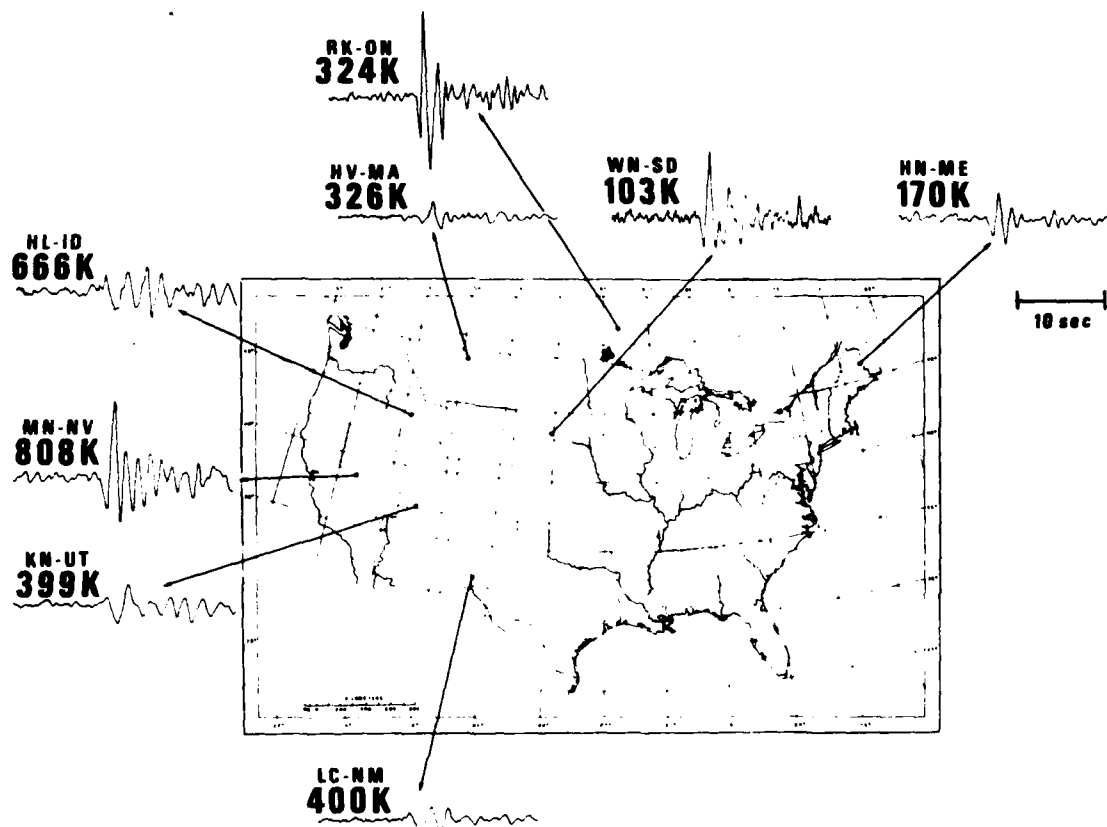 RK-ON
324K
HV-MA
326K
WN-SD
103K
HN-ME
170K
HL-ID
666K
10 sec
MN-NV
808K
KN-UT
399K
LC-NM
400K